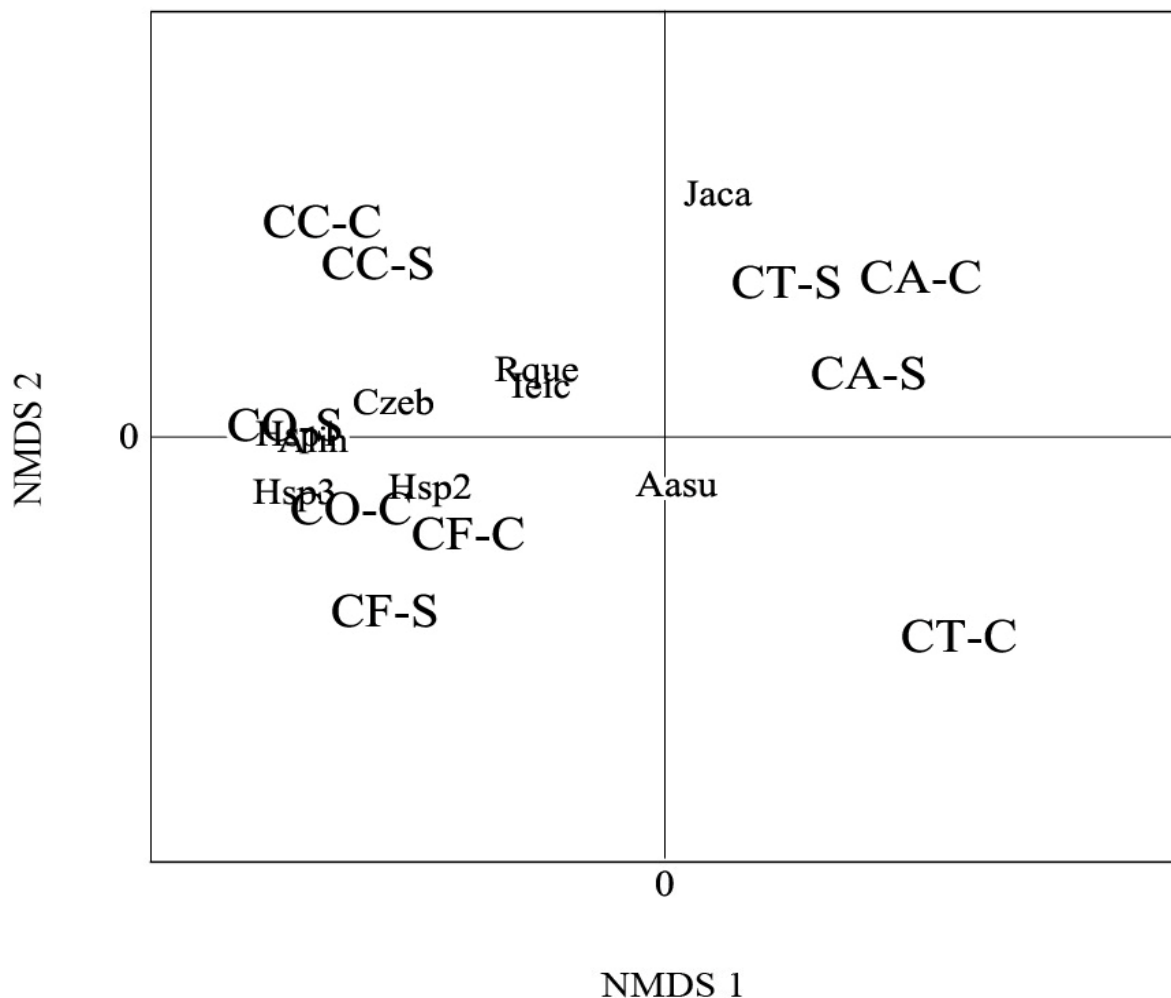 Jaca
CC-C
CC-S
CT-S
CA-C
Rque
CA-S
Czeb
CO-S
0
Aasu
Hsp2
Hsp3
CO-C
CF-C
CF-S
CT-C
0
NMDS 1
NMDS 2